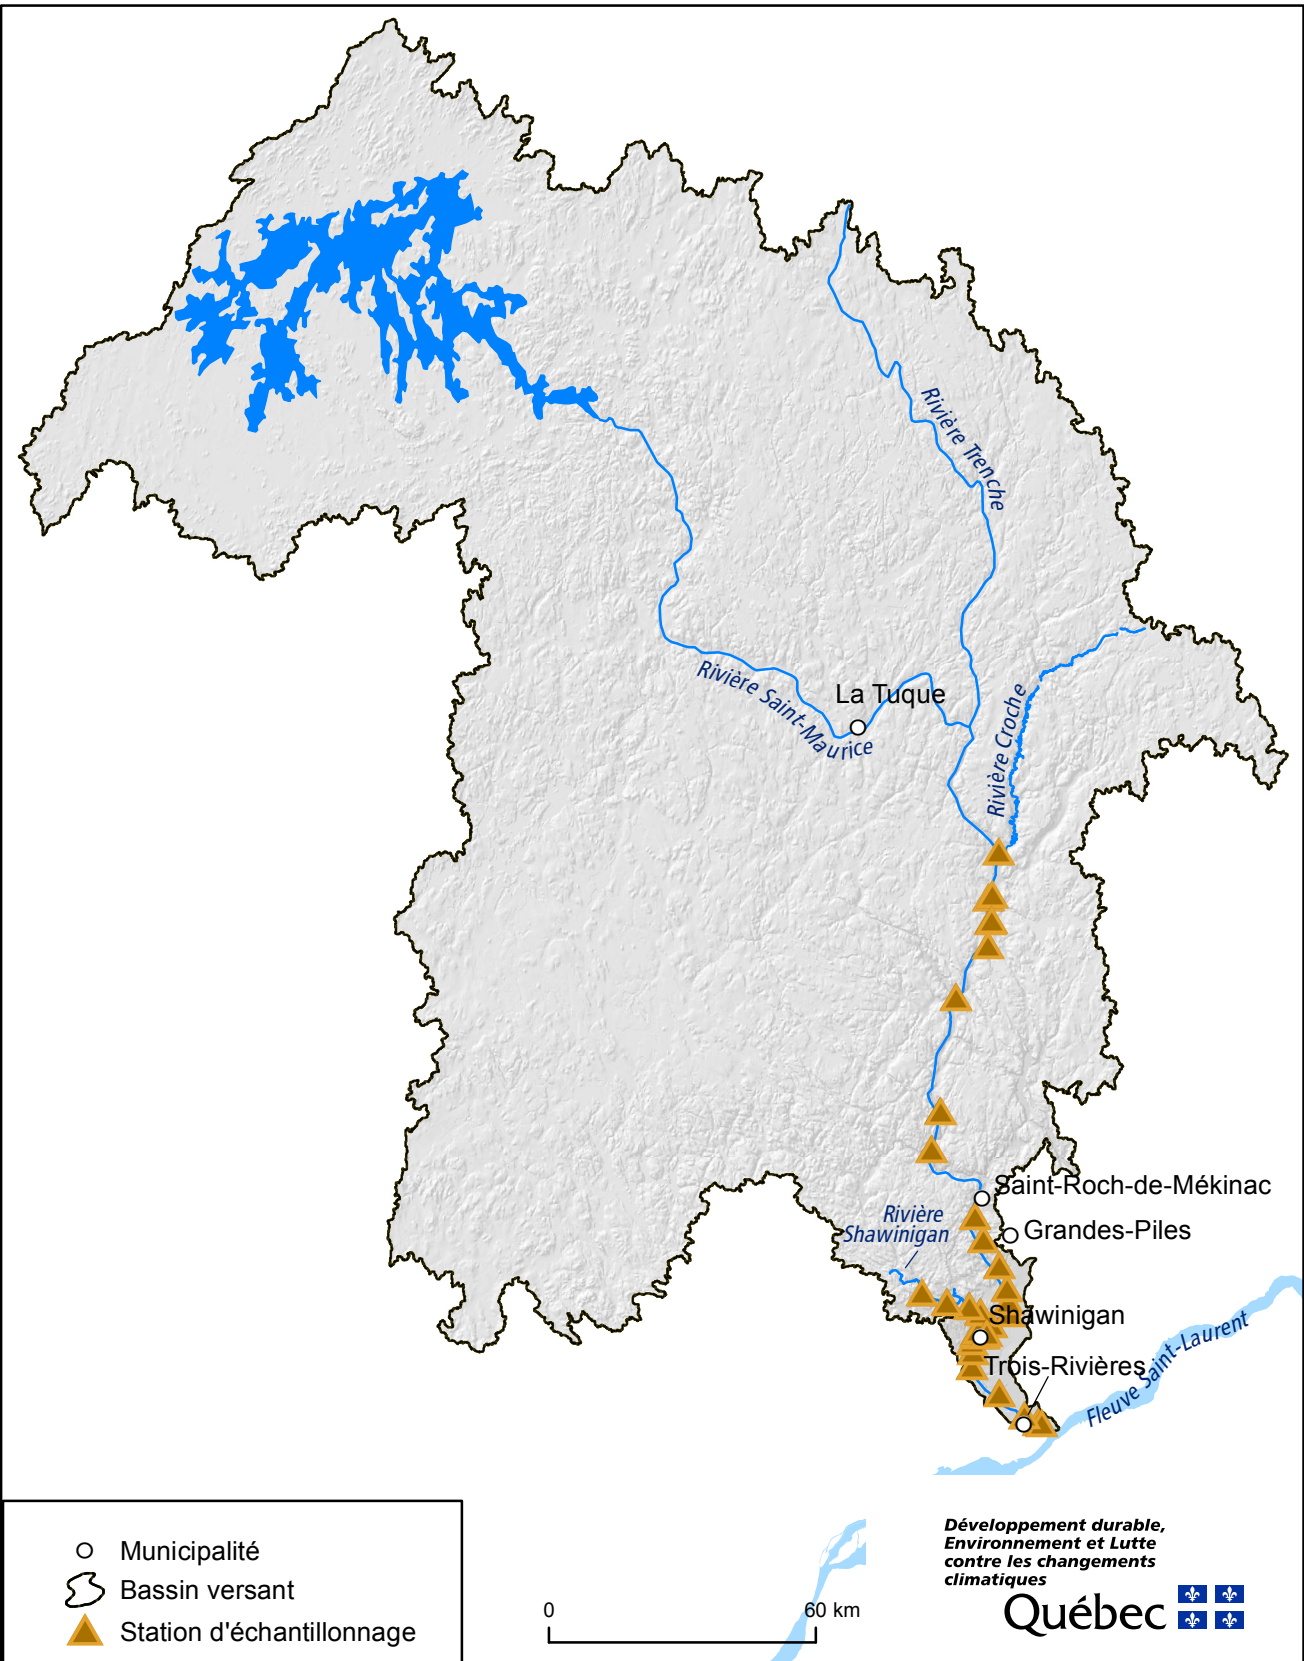 Rivière Trenche
Rivière Croche
La Tuque
Rivière Saint-Maurice
Saint-Roch-de-Mékinac
Rivière
Shawinigan
Grandes-Piles
Shawinigan
Trois-Rivières
Fleuve Saint-Laurent
Municipalité
Bassin versant
Station d'échantillonnage
0
60 km
Développement durable,
Environnement et Lutte
contre les changements
climatiques
Québec